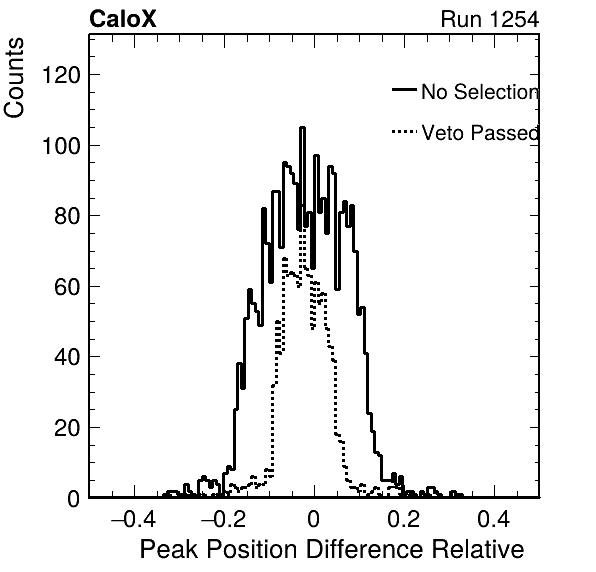 CaloX Run 1254
Counts
120
100
80
60
40
20
0
No Selection
Veto Passed
−0.4 −0.2 0 0.2 0.4
Peak Position Difference Relative